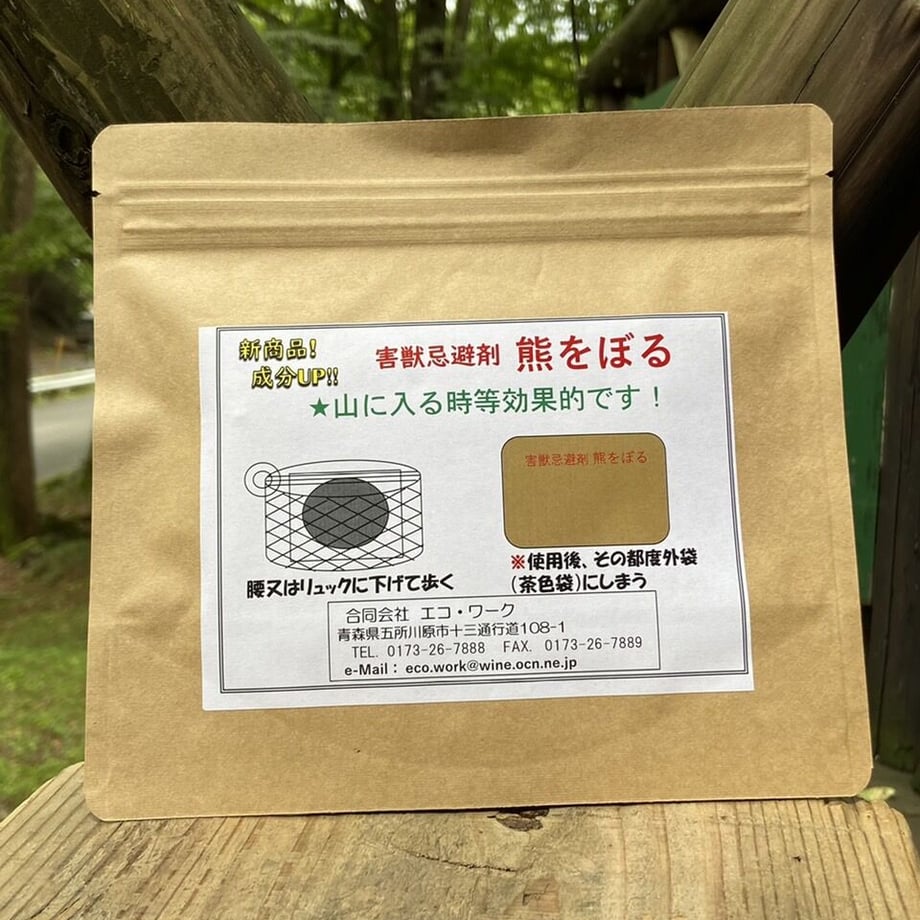 新商品!
成分UP!!
害獣忌避剤 熊をぼる
★山に入る時等効果的です！
害獣忌避剤 熊をぼる
腰又はリュックに下げて歩く
※使用後、その都度外袋
(茶色袋)にしまう
合同会社 エコ・ワーク
青森県五所川原市十三通行道108-1
TEL. 0173-26-7888 FAX. 0173-26-7889
e-Mail： eco.work@wine.ocn.ne.jp